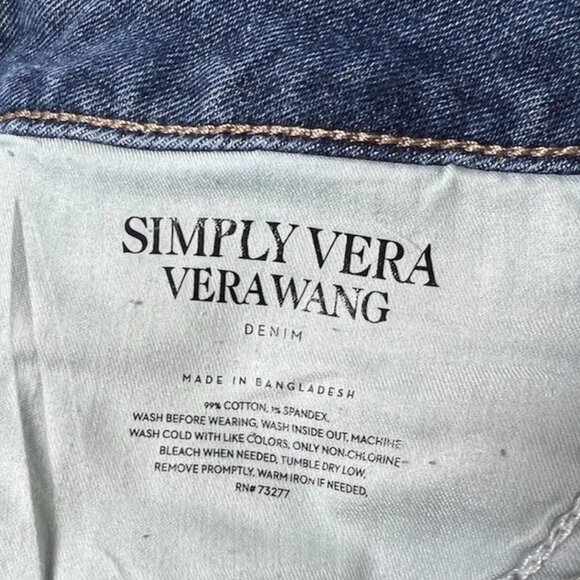 SIMPLY VERA
VERA WANG
DENIM
MADE IN BANGLADESH
99% COTTON, 1% SPANDEX.
WASH BEFORE WEARING, WASH INSIDE OUT, MACHINE
WASH COLD WITH LIKE COLORS, ONLY NON-CHLORINE
BLEACH WHEN NEEDED, TUMBLE DRY LOW.
REMOVE PROMPTLY. WARM IRON IF NEEDED.
RN# 73277